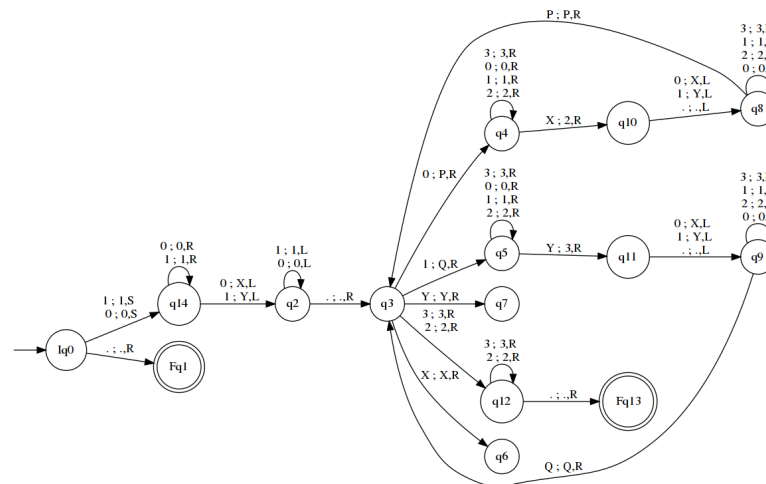 P ; P,R
3 ; 3,R
0 ; 0,R
1 ; 1,R
2 ; 2,R
q4
X ; 2,R
q10
0 ; X,L
1 ; Y,L
. ; .,L
3 ; 3,
1 ; 1,
2 ; 2,
0 ; 0,
q8
0 ; P,R
3 ; 3,R
0 ; 0,R
1 ; 1,R
2 ; 2,R
q5
Y ; 3,R
q11
0 ; X,L
1 ; Y,L
. ; .,L
3 ; 3,
1 ; 1,
2 ; 2,
0 ; 0,
q9
1 ; Q,R
Iq0
1 ; 1,S
0 ; 0,S
0 ; 0,R
1 ; 1,R
q14
0 ; X,L
1 ; Y,L
1 ; 1,L
0 ; 0,L
q2
. ; .,R
q3
Y ; Y,R
q7
. ; .,R
Fq1
3 ; 3,R
2 ; 2,R
3 ; 3,R
2 ; 2,R
q12
. ; .,R
Fq13
X ; X,R
q6
Q ; Q,R